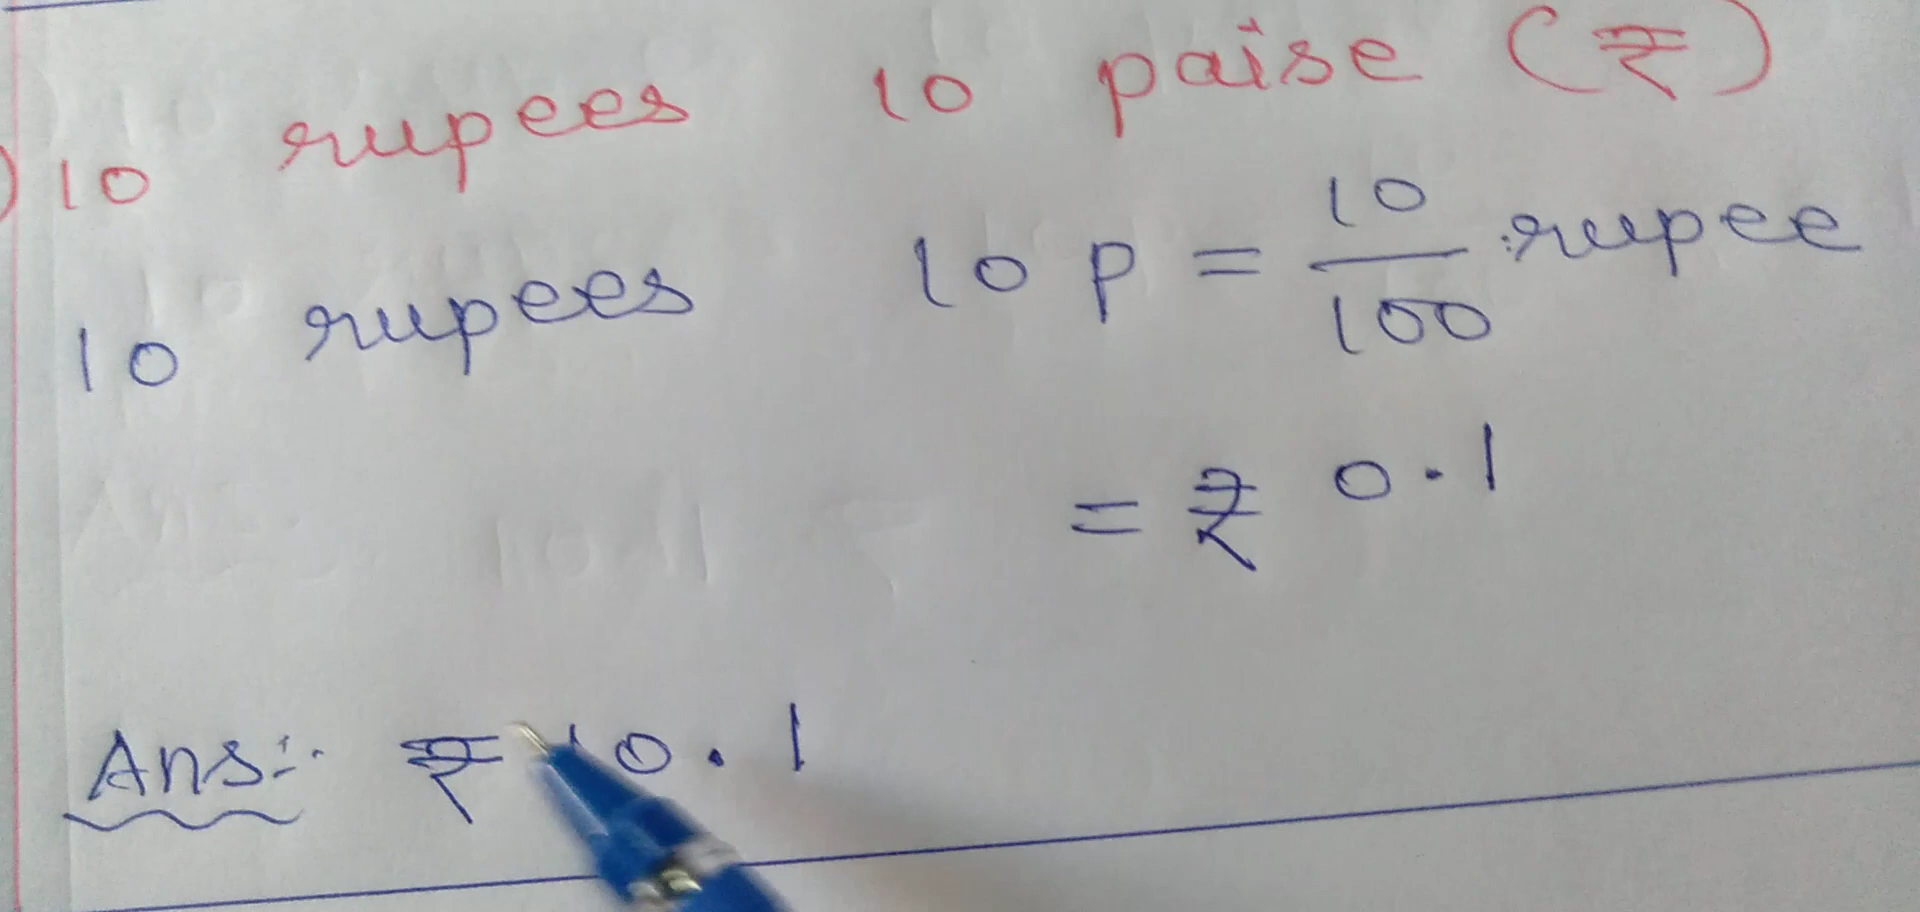 ) 10 rupees 10 paise (₹)
10 rupees 10 p = 10/100 rupee
= ₹ 0.1
Ans:- ₹ 10.1